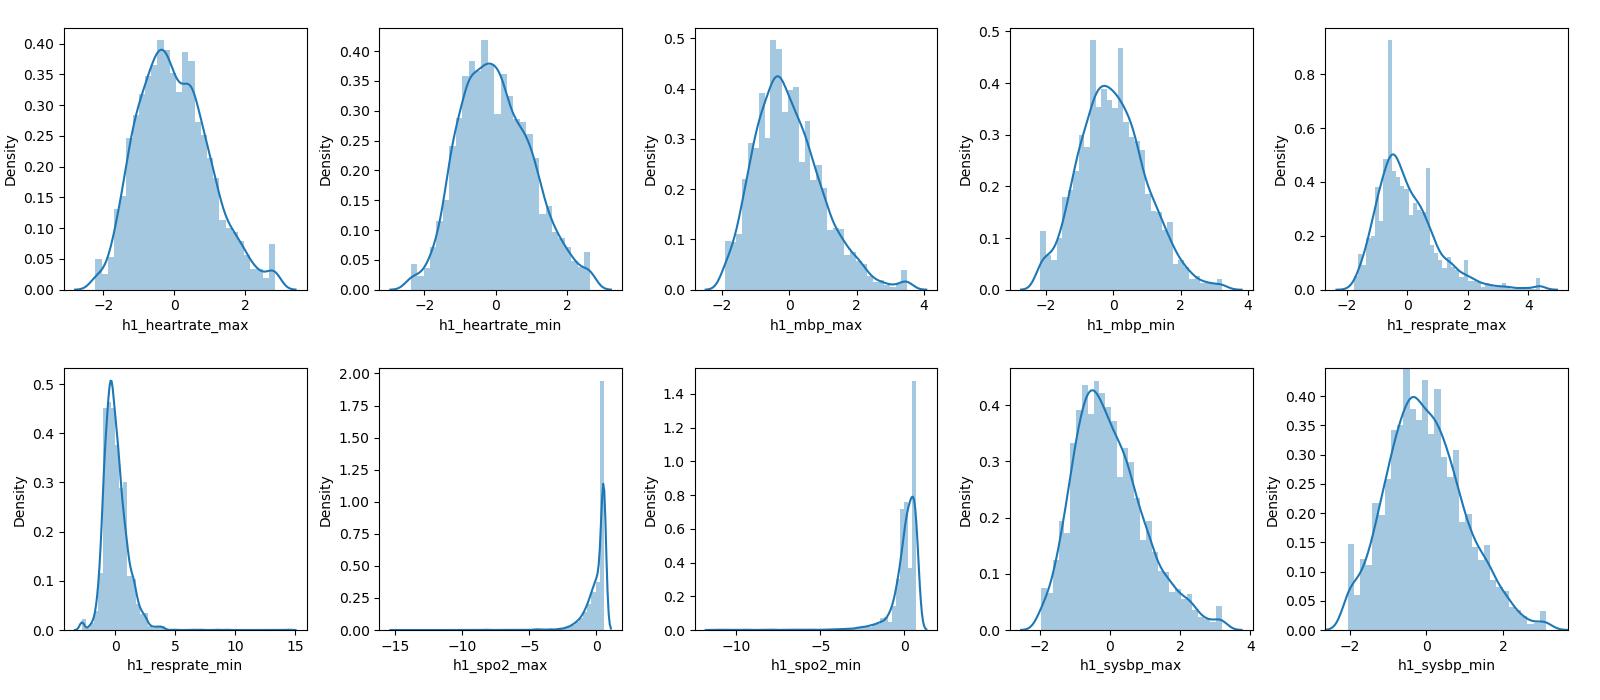 0.40
0.35
0.30
0.25
0.20
0.15
0.10
0.05
0.00
Density
−2 0 2
h1_heartrate_max
0.40
0.35
0.30
0.25
0.20
0.15
0.10
0.05
0.00
Density
−2 0 2
h1_heartrate_min
0.5
0.4
0.3
0.2
0.1
0.0
Density
−2 0 2 4
h1_mbp_max
0.5
0.4
0.3
0.2
0.1
0.0
Density
−2 0 2 4
h1_mbp_min
0.8
0.6
0.4
0.2
0.0
Density
−2 0 2 4
h1_resprate_max
0.5
0.4
0.3
0.2
0.1
0.0
Density
0 5 10 15
h1_resprate_min
2.00
1.75
1.50
1.25
1.00
0.75
0.50
0.25
0.00
Density
−15 −10 −5 0
h1_spo2_max
1.4
1.2
1.0
0.8
0.6
0.4
0.2
0.0
Density
−10 −5 0
h1_spo2_min
0.4
0.3
0.2
0.1
0.0
Density
−2 0 2 4
h1_sysbp_max
0.40
0.35
0.30
0.25
0.20
0.15
0.10
0.05
0.00
Density
−2 0 2
h1_sysbp_min